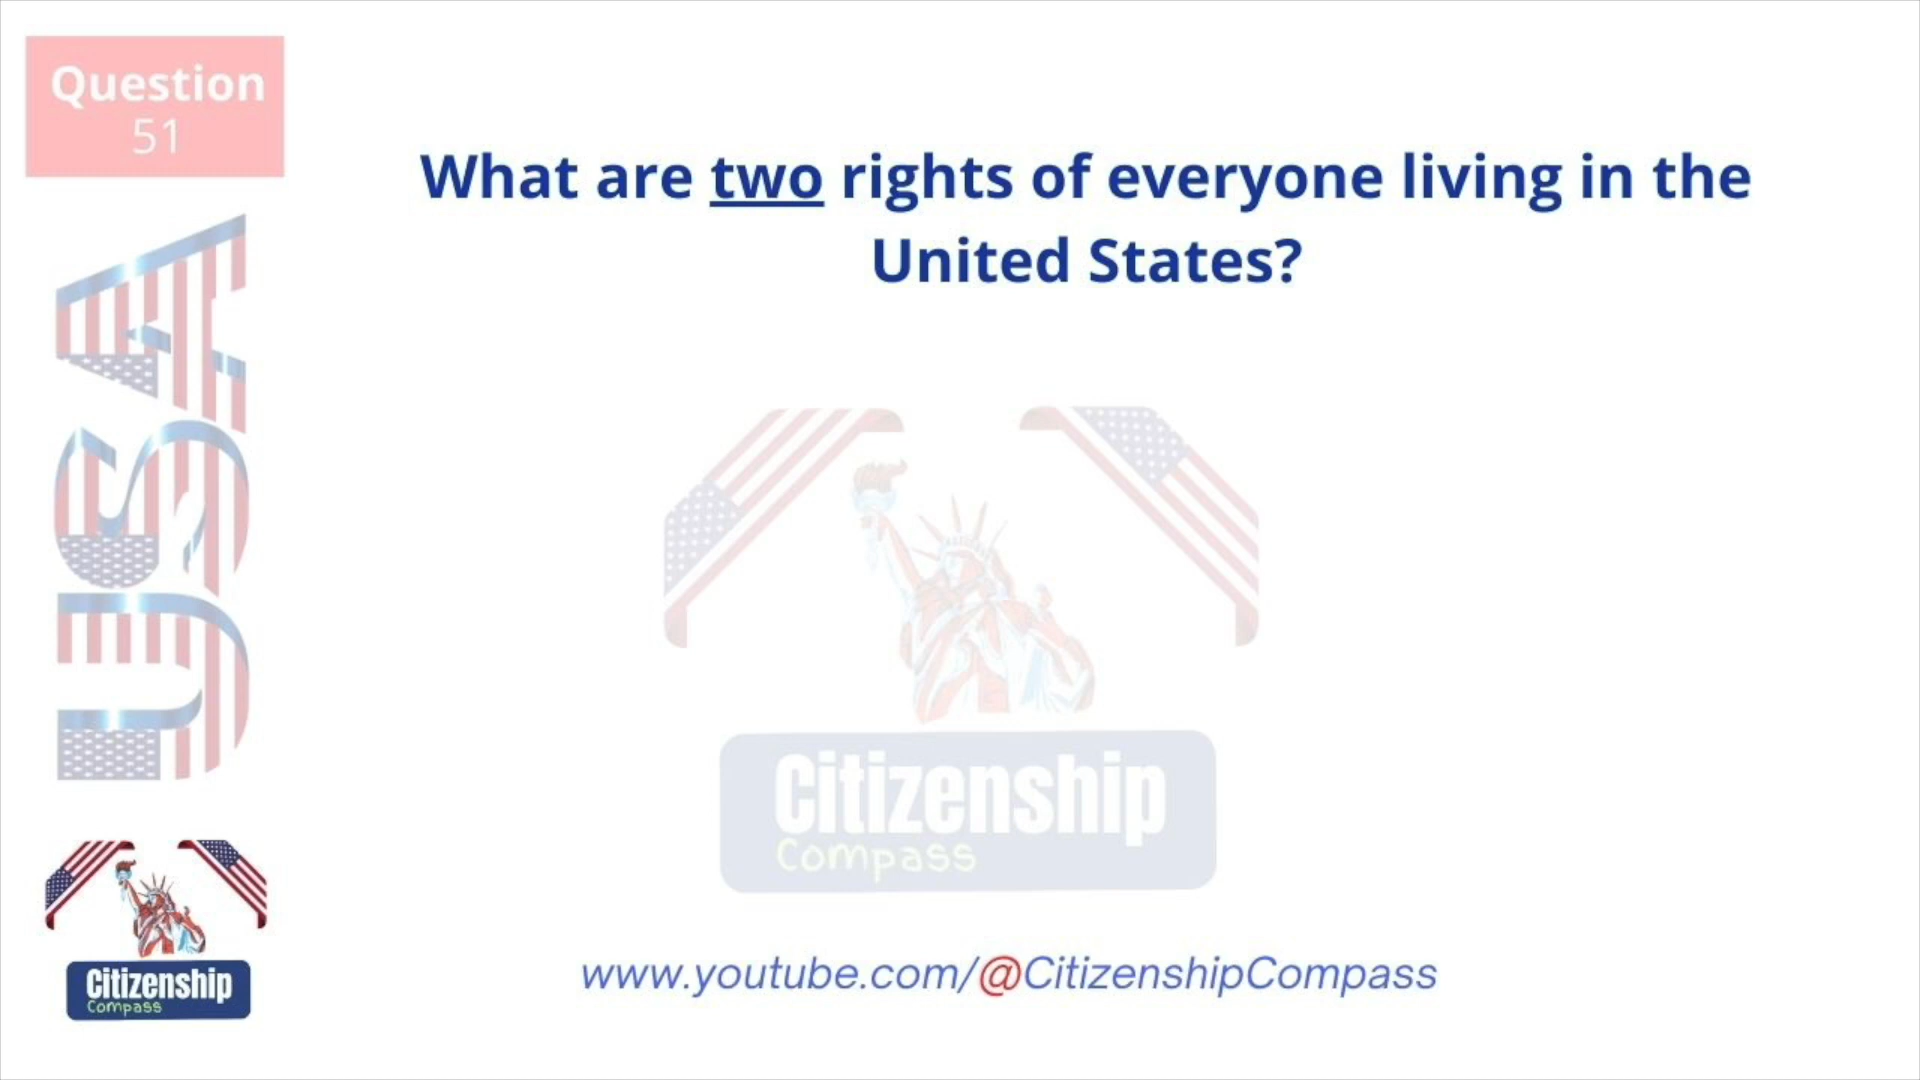 Question
51
What are two rights of everyone living in the
United States?
USA
Citizenship
Compass
Citizenship
Compass
www.youtube.com/@CitizenshipCompass